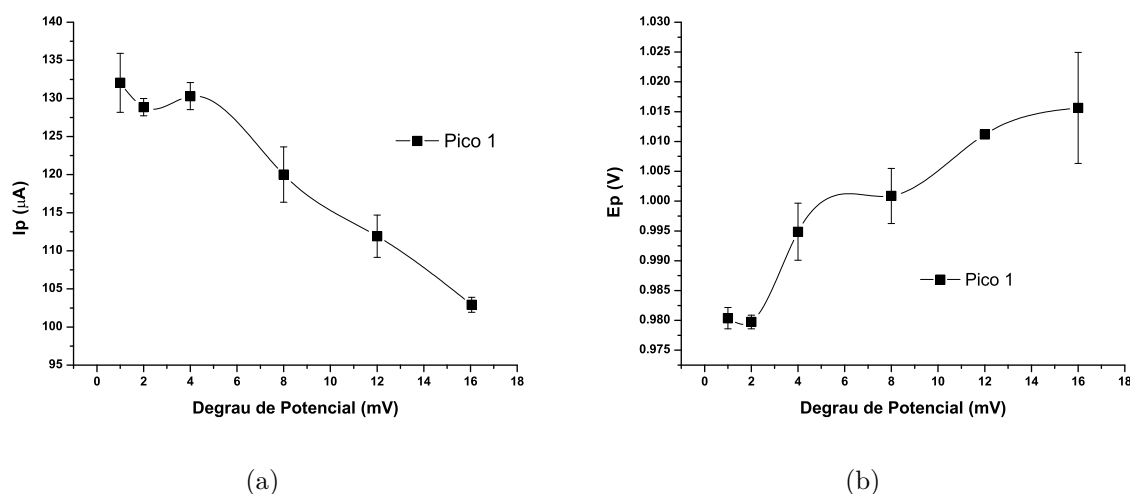 140
135
130
125
120
115
110
105
100
95
Ip (μA)
Pico 1
0 2 4 6 8 10 12 14 16 18
Degrau de Potencial (mV)
(a)
1.030
1.025
1.020
1.015
1.010
1.005
1.000
0.995
0.990
0.985
0.980
0.975
Ep (V)
Pico 1
0 2 4 6 8 10 12 14 16 18
Degrau de Potencial (mV)
(b)